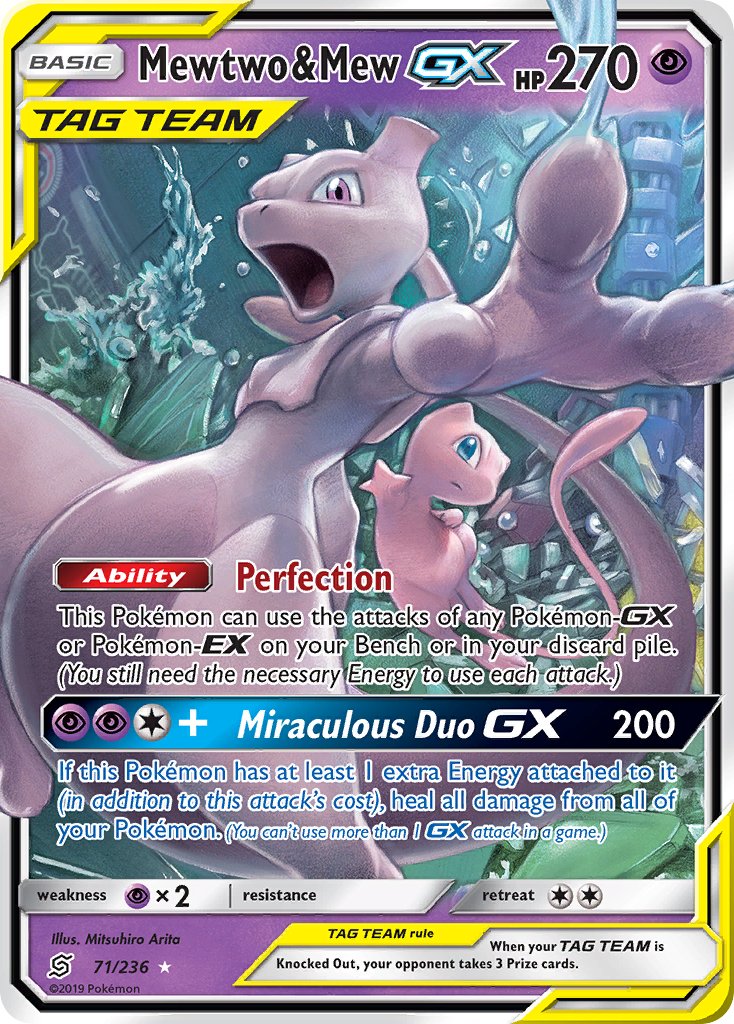 BASIC Mewtwo&Mew GX HP270
TAG TEAM
Ability Perfection
This Pokémon can use the attacks of any Pokémon-GX
or Pokémon-EX on your Bench or in your discard pile.
(You still need the necessary Energy to use each attack.)
+ Miraculous Duo GX 200
If this Pokémon has at least 1 extra Energy attached to it
(in addition to this attack's cost), heal all damage from all of
your Pokémon. (You can't use more than 1 GX attack in a game.)
weakness ×2 resistance retreat
Illus. Mitsuhiro Arita
71/236
©2019 Pokémon
TAG TEAM rule
When your TAG TEAM is
Knocked Out, your opponent takes 3 Prize cards.